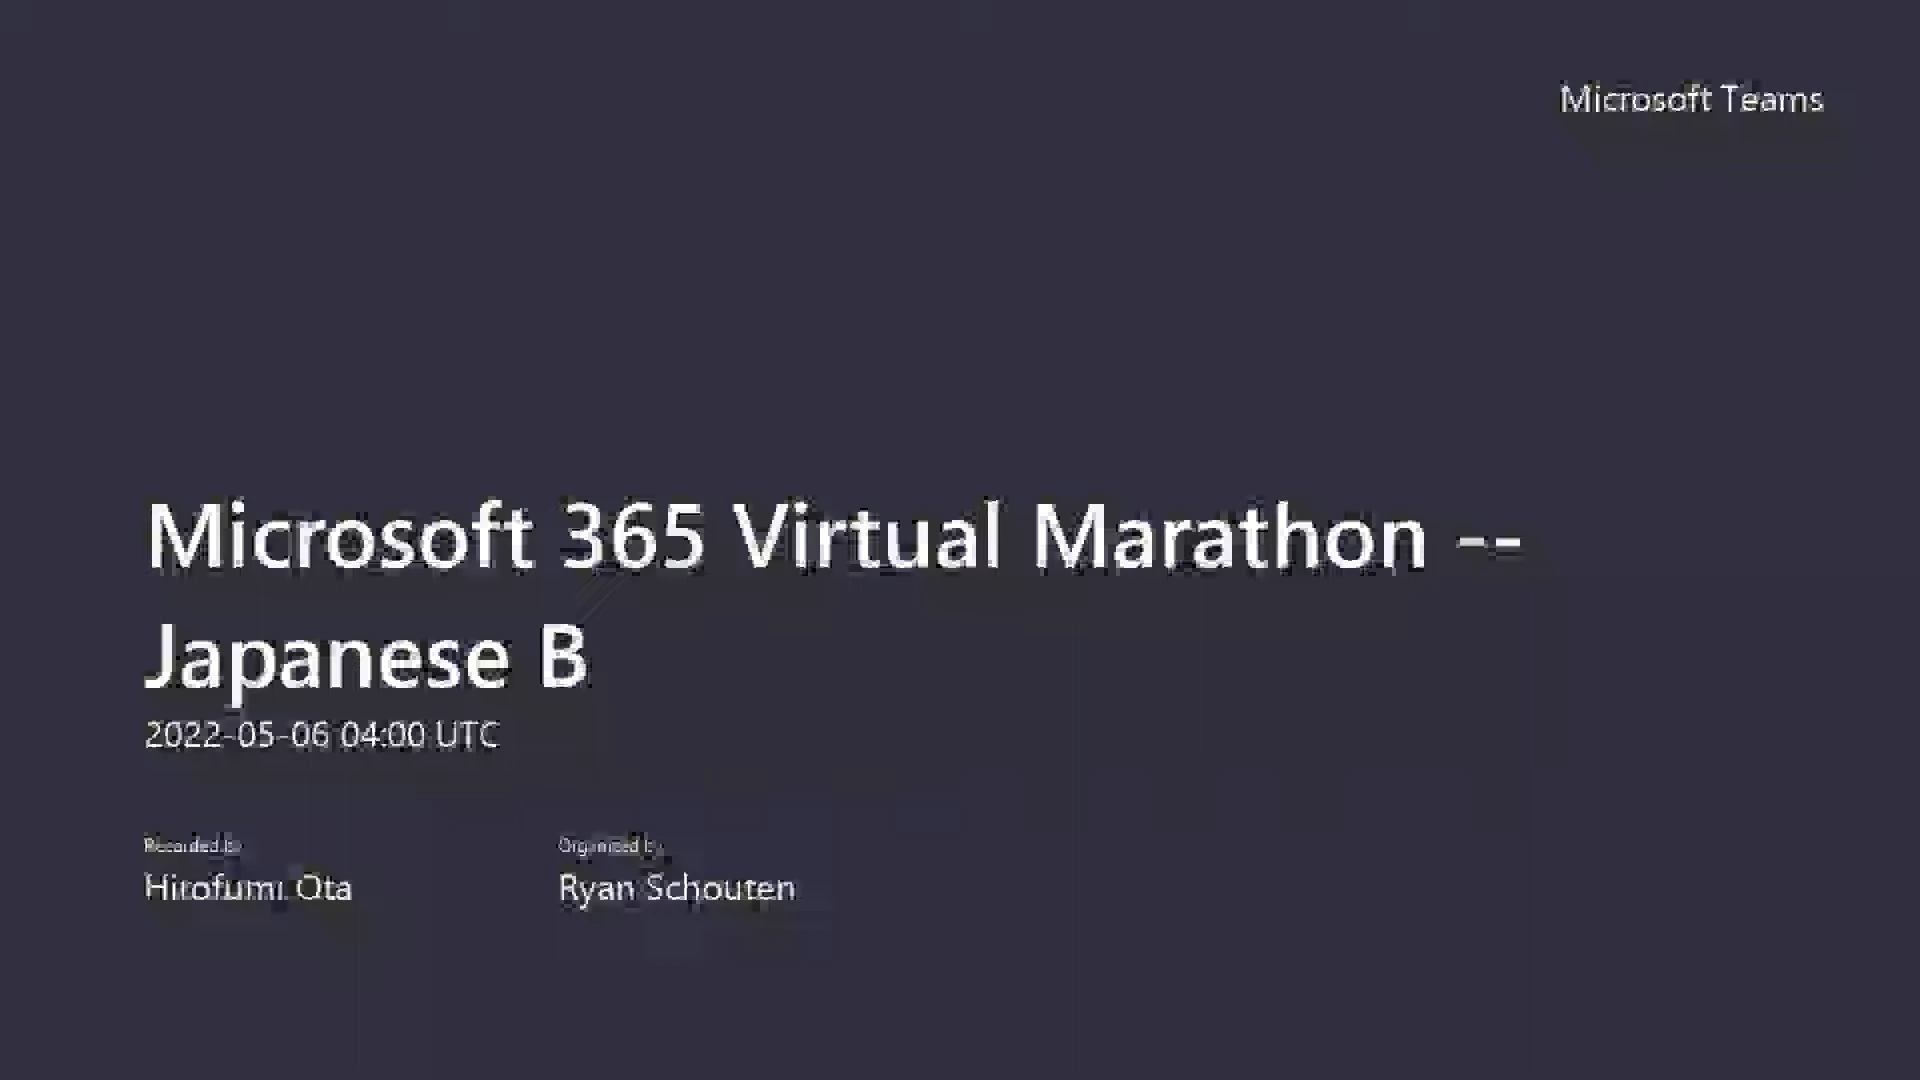 Microsoft Teams
Microsoft 365 Virtual Marathon --
Japanese B
2022-05-06 04:00 UTC
Recorded by
Organized by
Hirofumi Ota
Ryan Schouten